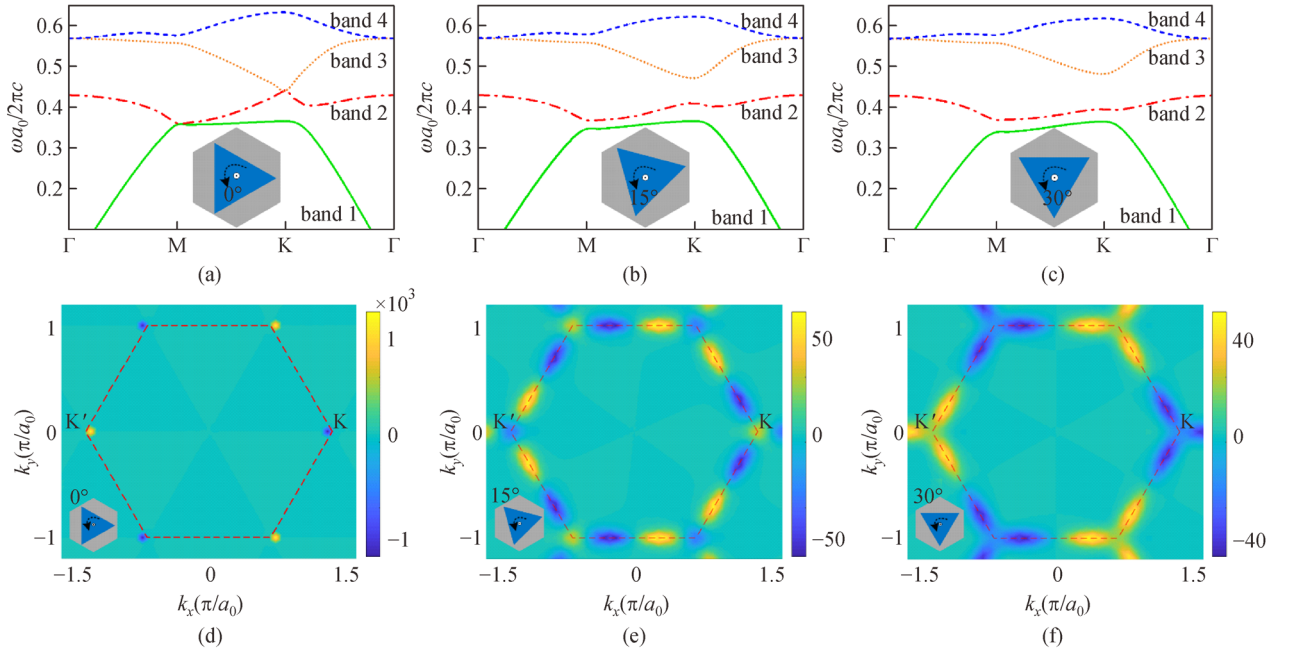 0.6
0.5
0.4
0.3
0.2
ωa₀/2πc
band 4
band 3
band 2
band 1
0°
Γ
M
K
Γ
(a)
0.6
0.5
0.4
0.3
0.2
ωa₀/2πc
band 4
band 3
band 2
band 1
15°
Γ
M
K
Γ
(b)
0.6
0.5
0.4
0.3
0.2
ωa₀/2πc
band 4
band 3
band 2
band 1
30°
Γ
M
K
Γ
(c)
×10³
1
0
−1
1
0
−1
kᵧ(π/a₀)
K′
K
0°
−1.5
0
1.5
kₓ(π/a₀)
(d)
50
0
−50
1
0
−1
kᵧ(π/a₀)
K′
K
15°
−1.5
0
1.5
kₓ(π/a₀)
(e)
40
0
−40
1
0
−1
kᵧ(π/a₀)
K′
K
30°
−1.5
0
1.5
kₓ(π/a₀)
(f)